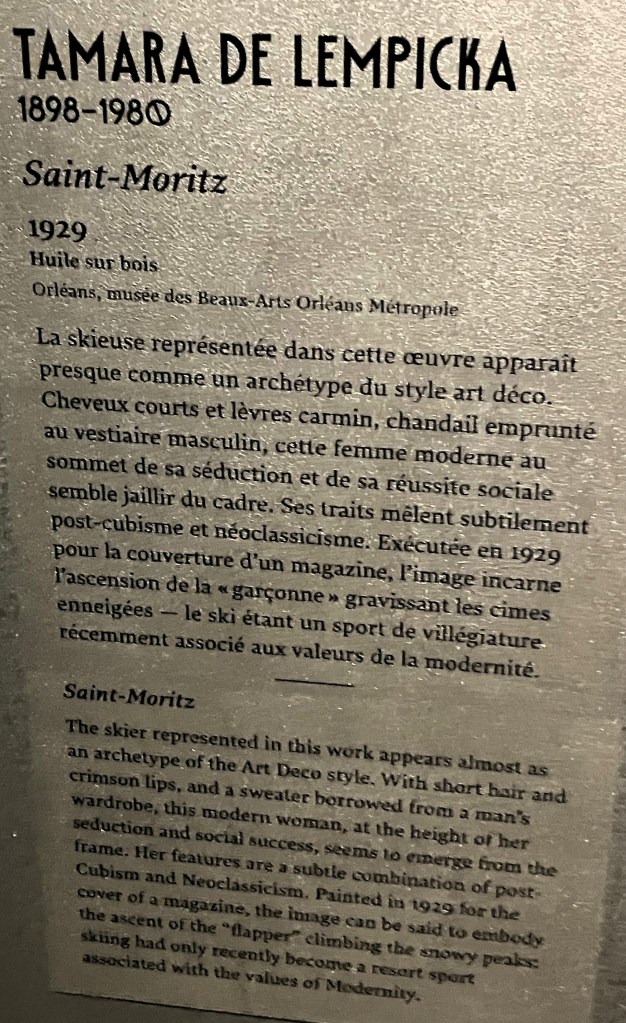 TAMARA DE LEMPICKA
1898–1980
Saint-Moritz
1929
Huile sur bois
Orléans, musée des Beaux-Arts Orléans Métropole
La skieuse représentée dans cette œuvre apparaît
presque comme un archétype du style art déco.
Cheveux courts et lèvres carmin, chandail emprunté
au vestiaire masculin, cette femme moderne au
sommet de sa séduction et de sa réussite sociale
semble jaillir du cadre. Ses traits mêlent subtilement
post-cubisme et néoclassicisme. Exécutée en 1929
pour la couverture d’un magazine, l’image incarne
l’ascension de la « garçonne » gravissant les cimes
enneigées — le ski étant un sport de villégiature
récemment associé aux valeurs de la modernité.
Saint-Moritz
The skier represented in this work appears almost as
an archetype of the Art Deco style. With short hair and
crimson lips, and a sweater borrowed from a man’s
wardrobe, this modern woman, at the height of her
seduction and social success, seems to emerge from the
frame. Her features are a subtle combination of post-
Cubism and Neoclassicism. Painted in 1929 for the
cover of a magazine, the image can be said to embody
the ascent of the “flapper” climbing the snowy peaks:
skiing had only recently become a resort sport
associated with the values of Modernity.